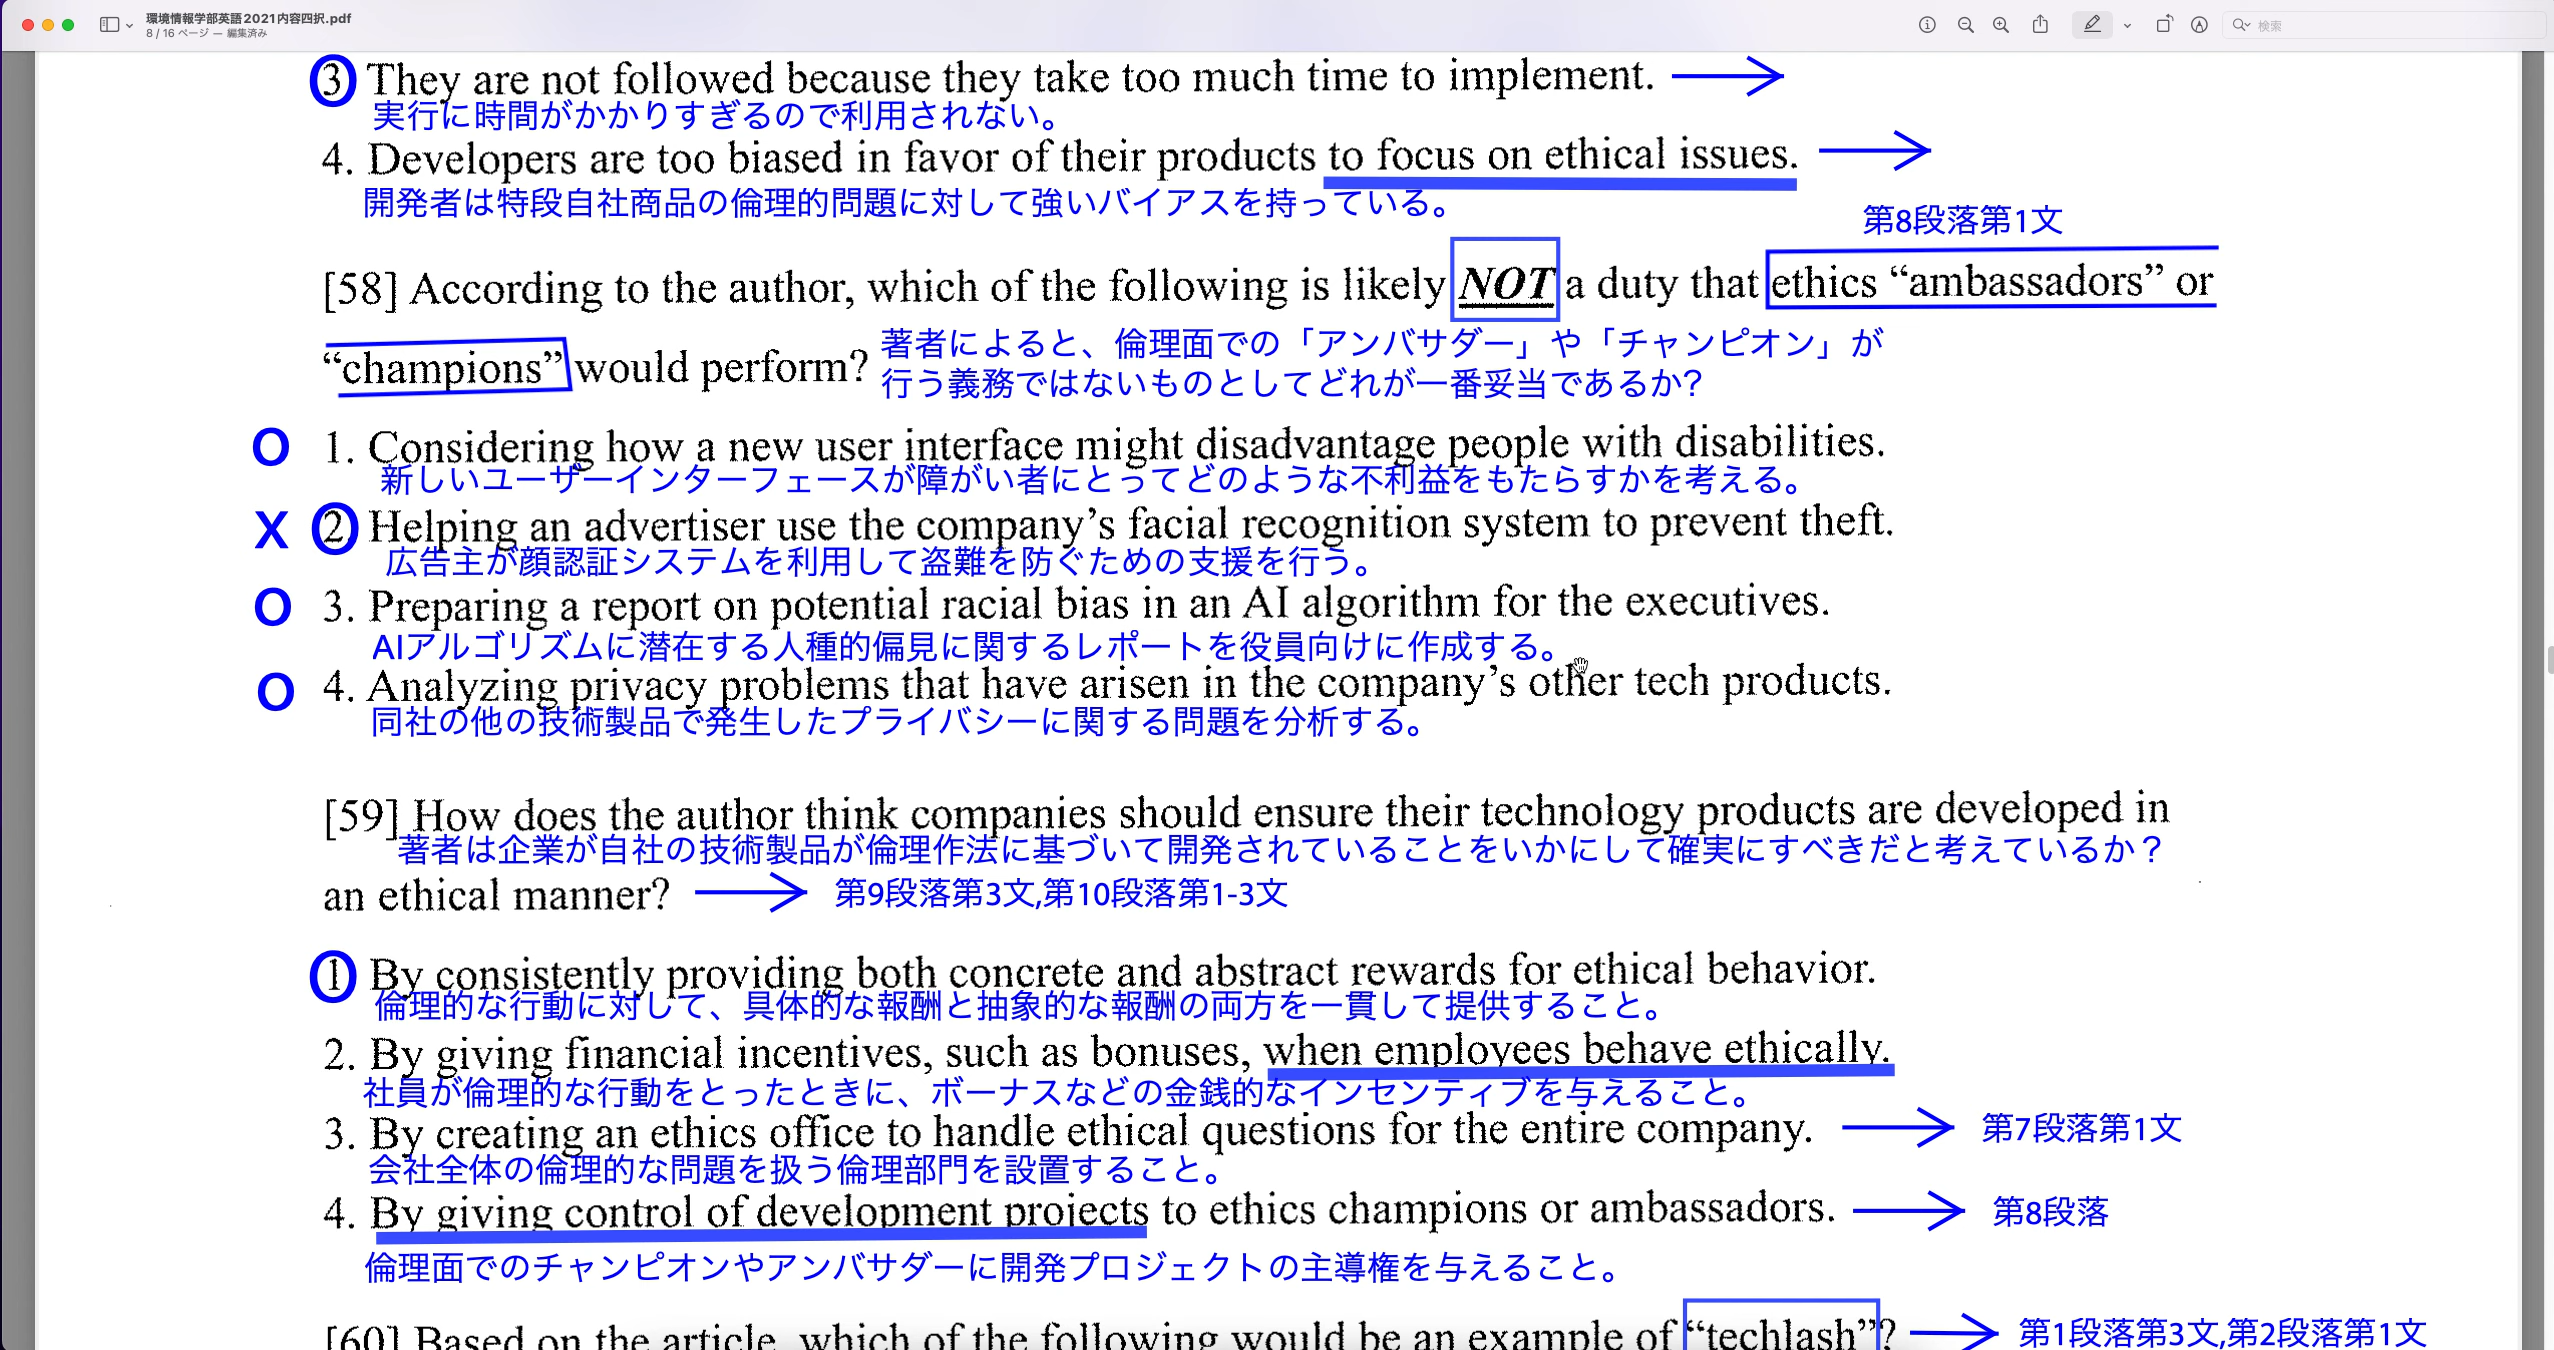 環境情報学部英語2021内容四択.pdf
8 / 16 ページ — 編集済み
検索
3 They are not followed because they take too much time to implement.
実行に時間がかかりすぎるので利用されない。
4. Developers are too biased in favor of their products to focus on ethical issues.
開発者は特段自社商品の倫理的問題に対して強いバイアスを持っている。
第8段落第1文
[58] According to the author, which of the following is likely NOT a duty that ethics “ambassadors” or
“champions” would perform?
著者によると、倫理面での「アンバサダー」や「チャンピオン」が
行う義務ではないものとしてどれが一番妥当であるか?
O 1. Considering how a new user interface might disadvantage people with disabilities.
新しいユーザーインターフェースが障がい者にとってどのような不利益をもたらすかを考える。
X 2 Helping an advertiser use the company’s facial recognition system to prevent theft.
広告主が顔認証システムを利用して盗難を防ぐための支援を行う。
O 3. Preparing a report on potential racial bias in an AI algorithm for the executives.
AIアルゴリズムに潜在する人種的偏見に関するレポートを役員向けに作成する。
O 4. Analyzing privacy problems that have arisen in the company’s other tech products.
同社の他の技術製品で発生したプライバシーに関する問題を分析する。
[59] How does the author think companies should ensure their technology products are developed in
著者は企業が自社の技術製品が倫理作法に基づいて開発されていることをいかにして確実にすべきだと考えているか？
an ethical manner? 第9段落第3文,第10段落第1-3文
1 By consistently providing both concrete and abstract rewards for ethical behavior.
倫理的な行動に対して、具体的な報酬と抽象的な報酬の両方を一貫して提供すること。
2. By giving financial incentives, such as bonuses, when employees behave ethically.
社員が倫理的な行動をとったときに、ボーナスなどの金銭的なインセンティブを与えること。
3. By creating an ethics office to handle ethical questions for the entire company. 第7段落第1文
会社全体の倫理的な問題を扱う倫理部門を設置すること。
4. By giving control of development projects to ethics champions or ambassadors. 第8段落
倫理面でのチャンピオンやアンバサダーに開発プロジェクトの主導権を与えること。
[60] Based on the article, which of the following would be an example of “techlash”? 第1段落第3文,第2段落第1文